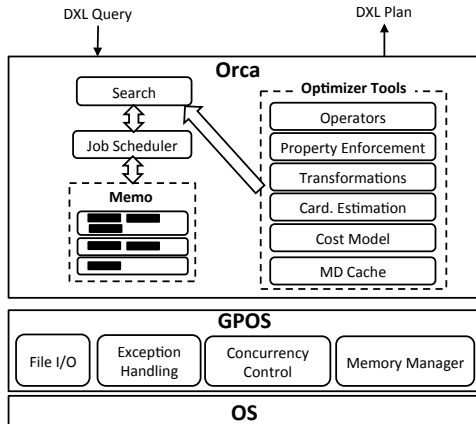 DXL Query
DXL Plan
Orca
Search
Job Scheduler
Memo
Optimizer Tools
Operators
Property Enforcement
Transformations
Card. Estimation
Cost Model
MD Cache
GPOS
File I/O
Exception
Handling
Concurrency
Control
Memory Manager
OS